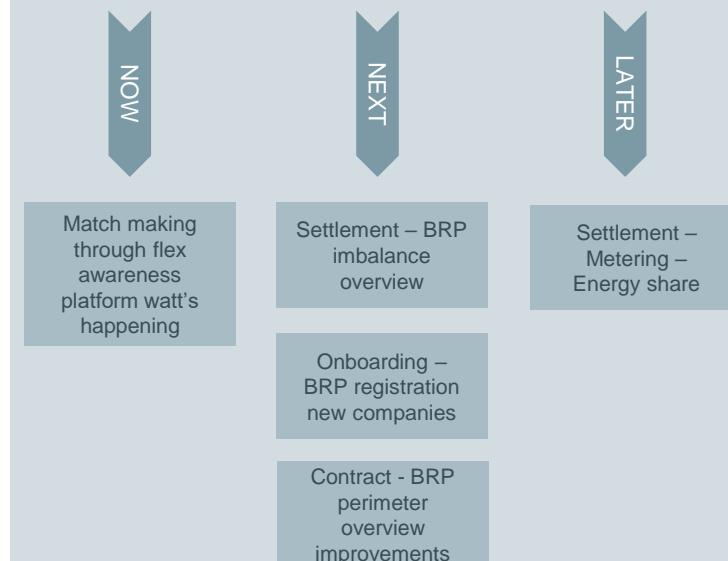 NOW
NEXT
LATER
Match making
through flex
awareness
platform watt's
happening
Settlement – BRP
imbalance
overview
Onboarding –
BRP registration
new companies
Contract - BRP
perimeter
overview
improvements
Settlement –
Metering –
Energy share